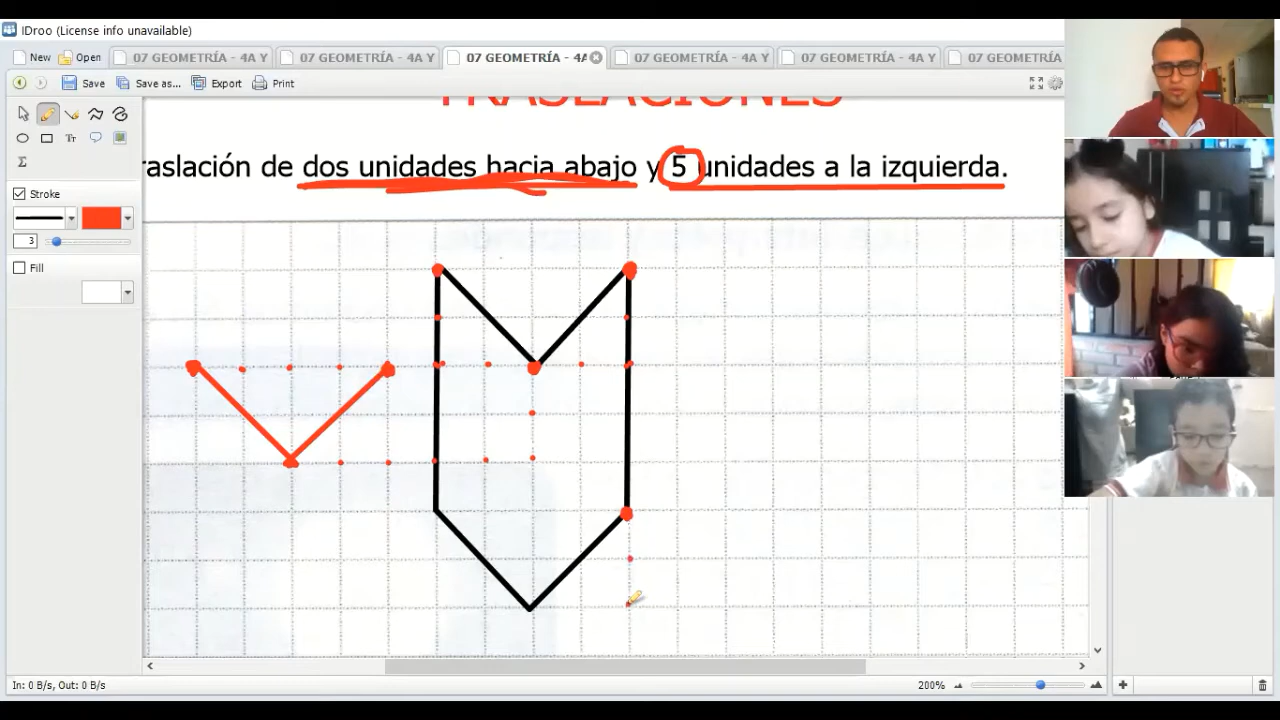 IDroo (License info unavailable)
New Open 07 GEOMETRÍA - 4A Y 07 GEOMETRÍA - 4A Y 07 GEOMETRÍA - 4A 07 GEOMETRÍA - 4A Y 07 GEOMETRÍA - 4A Y 07 GEOMETRÍA
Save Save as... Export Print
TRASLACIONES
Tr
Σ
raslación de dos unidades hacia abajo y 5 unidades a la izquierda.
Stroke
3
Fill
In: 0 B/s, Out: 0 B/s
200%